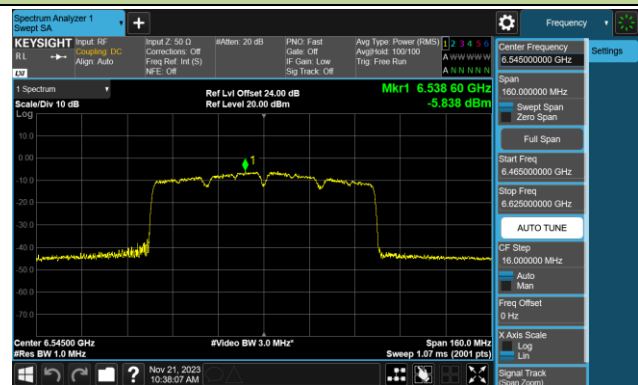 Spectrum Analyzer 1
Swept SA
+
Frequency
KEYSIGHT
RL
LXI
Input: RF
Coupling: DC
Align: Auto
Input Z: 50 Ω
Corrections: Off
Freq Ref: Int (S)
NFE: Off
#Atten: 20 dB
PNO: Fast
Gate: Off
IF Gain: Low
Sig Track: Off
Avg Type: Power (RMS)
Avg|Hold: 100/100
Trig: Free Run
1 2 3 4 5 6
A W W W W W
A N N N N N
1 Spectrum
Scale/Div 10 dB
Log
Ref Lvl Offset 24.00 dB
Ref Level 20.00 dBm
Mkr1 6.538 60 GHz
-5.838 dBm
10.0
0.00
-10.0
-20.0
-30.0
-40.0
-50.0
-60.0
-70.0
1
Center 6.54500 GHz
#Res BW 1.0 MHz
#Video BW 3.0 MHz*
Span 160.0 MHz
Sweep 1.07 ms (2001 pts)
?
Nov 21, 2023
10:38:07 AM
Center Frequency
6.545000000 GHz
Span
160.000000 MHz
Swept Span
Zero Span
Full Span
Start Freq
6.465000000 GHz
Stop Freq
6.625000000 GHz
AUTO TUNE
CF Step
16.000000 MHz
Auto
Man
Freq Offset
0 Hz
X Axis Scale
Log
Lin
Signal Track
(Span Zoom)
Settings